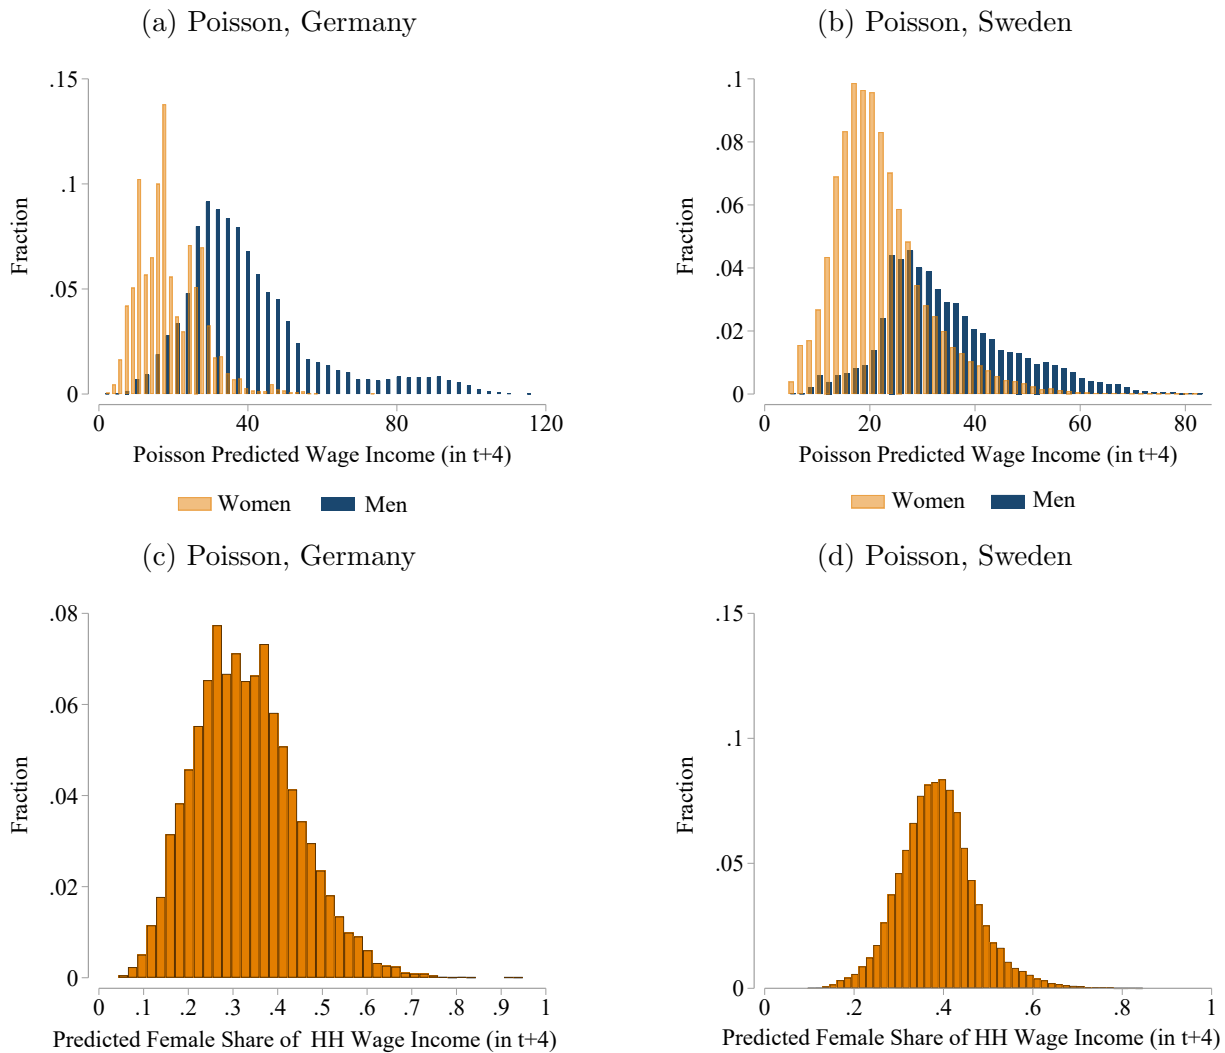 (a) Poisson, Germany
.15
.1
.05
0
Fraction
0 40 80 120
Poisson Predicted Wage Income (in t+4)
Women Men
(b) Poisson, Sweden
.1
.08
.06
.04
.02
0
Fraction
0 20 40 60 80
Poisson Predicted Wage Income (in t+4)
Women Men
(c) Poisson, Germany
.08
.06
.04
.02
0
Fraction
0 .1 .2 .3 .4 .5 .6 .7 .8 .9 1
Predicted Female Share of HH Wage Income (in t+4)
(d) Poisson, Sweden
.15
.1
.05
0
Fraction
0 .2 .4 .6 .8 1
Predicted Female Share of HH Wage Income (in t+4)